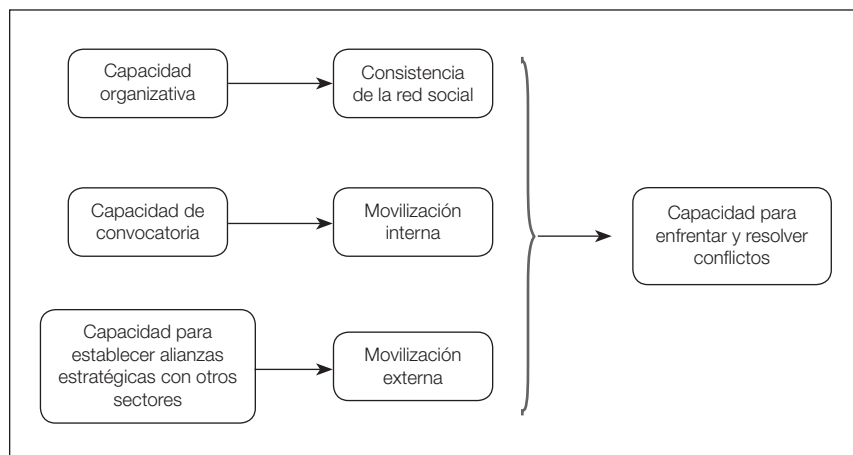 Capacidad
organizativa
Consistencia
de la red social
Capacidad de
convocatoria
Movilización
interna
Capacidad para
enfrentar y resolver
conflictos
Capacidad para
establecer alianzas
estratégicas con otros
sectores
Movilización
externa